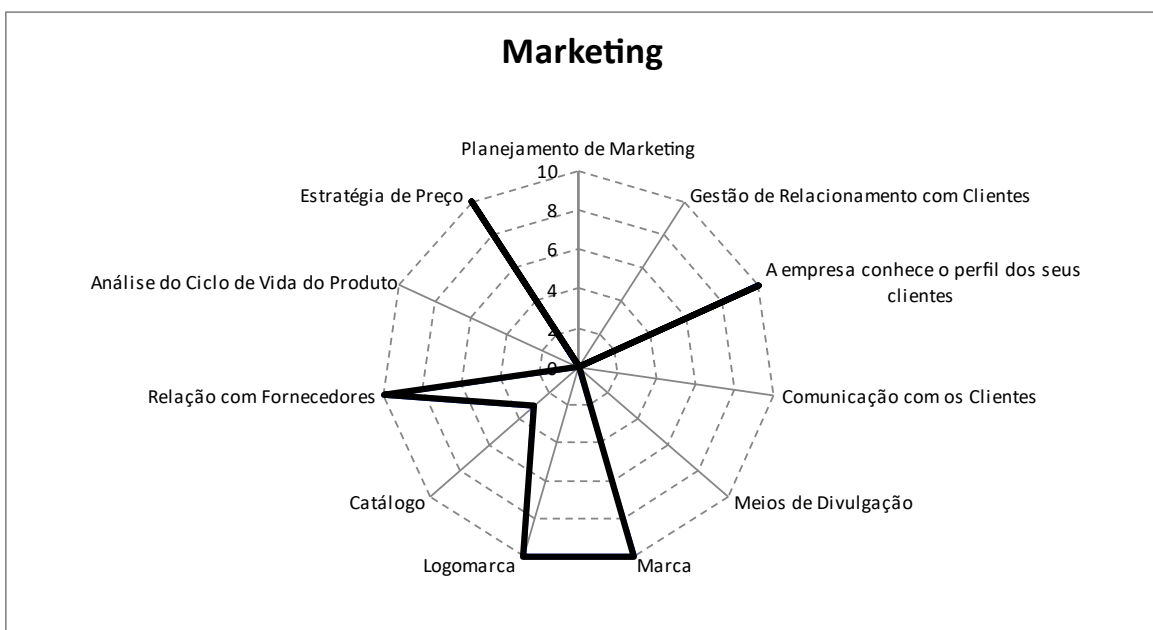 Marketing
Planejamento de Marketing
10
Estratégia de Preço
Gestão de Relacionamento com Clientes
8
6
A empresa conhece o perfil dos seus
clientes
Análise do Ciclo de Vida do Produto
4
2
0
Relação com Fornecedores
Comunicação com os Clientes
Catálogo
Meios de Divulgação
Logomarca
Marca